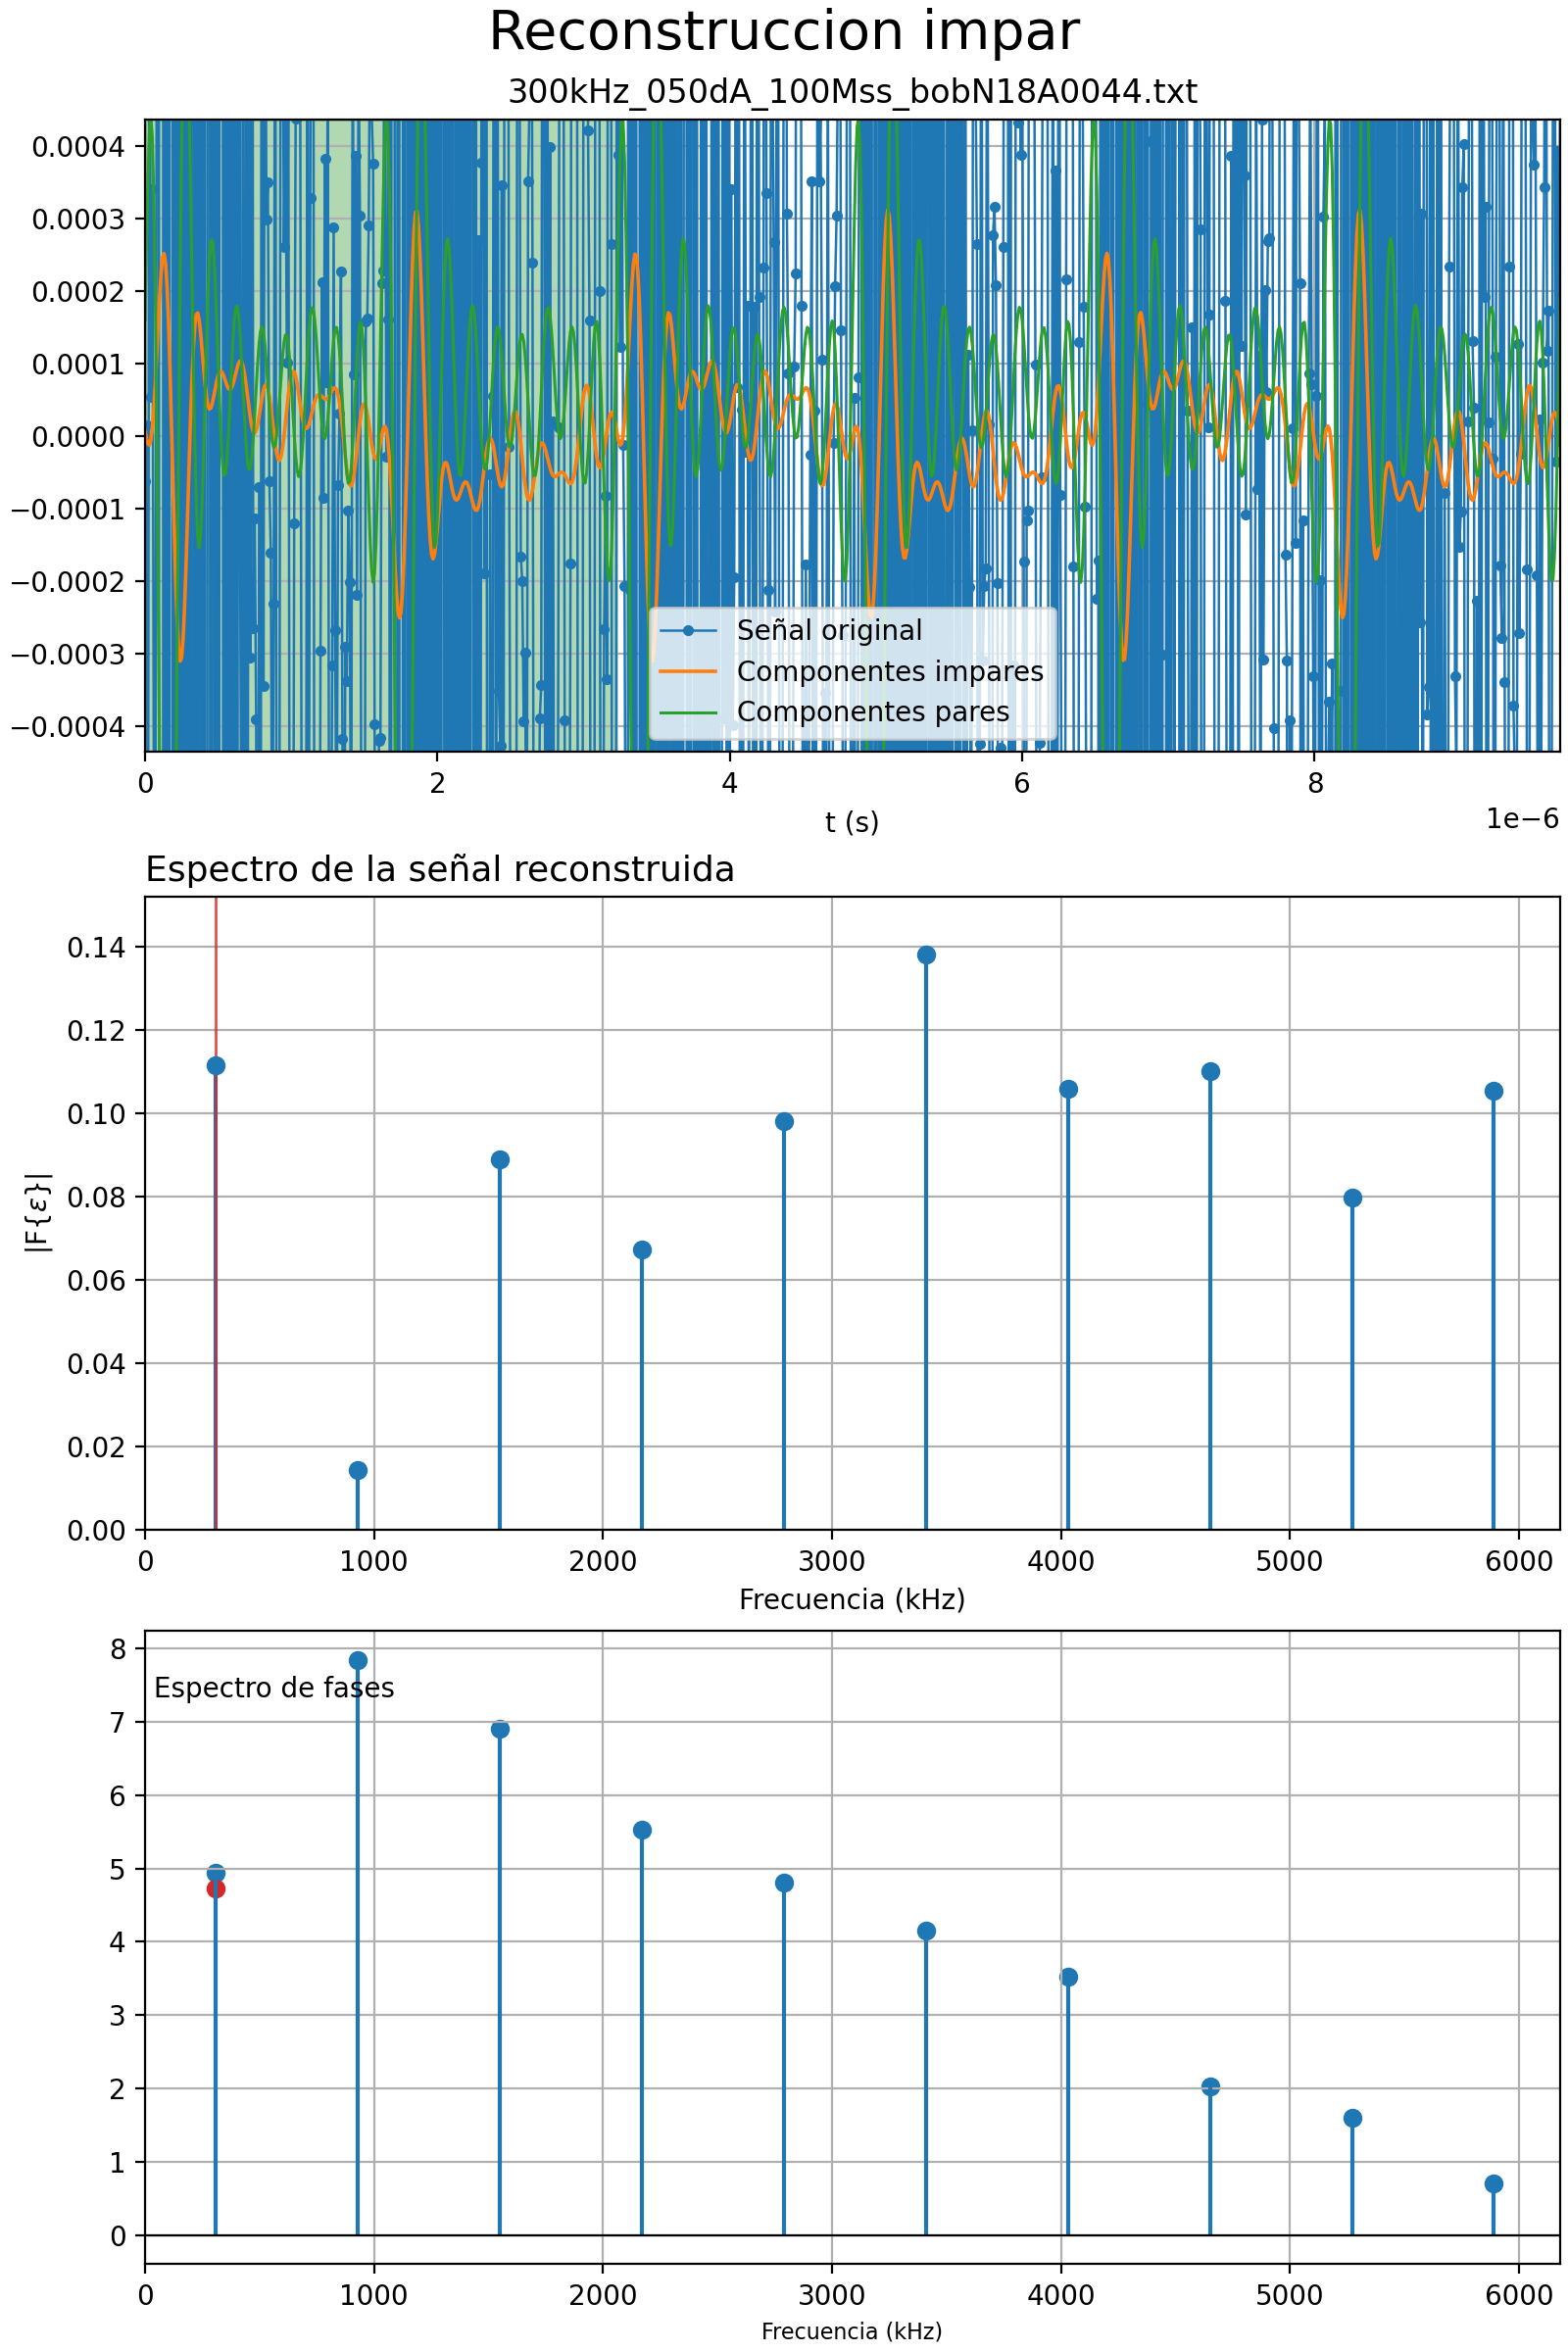 Reconstruccion impar
300kHz_050dA_100Mss_bobN18A0044.txt
0.0004
0.0003
0.0002
0.0001
0.0000
−0.0001
−0.0002
−0.0003
−0.0004
Señal original
Componentes impares
Componentes pares
0 2 4 6 8
t (s)
1e−6
Espectro de la señal reconstruida
0.14
0.12
0.10
0.08
0.06
0.04
0.02
0.00
|F{ε}|
0 1000 2000 3000 4000 5000 6000
Frecuencia (kHz)
8
Espectro de fases
7
6
5
4
3
2
1
0
0 1000 2000 3000 4000 5000 6000
Frecuencia (kHz)